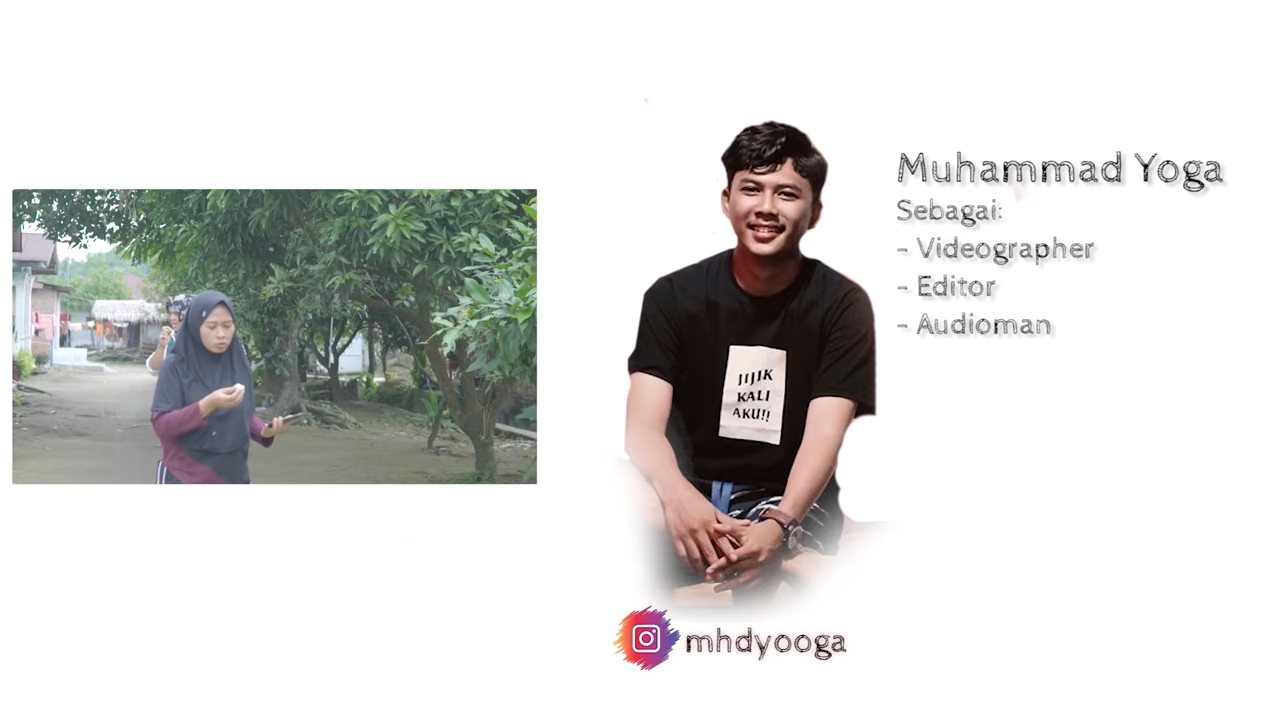 Muhammad Yoga
Sebagai:
- Videographer
- Editor
- Audioman
JIJIK
KALI
AKU!!
mhdyooga